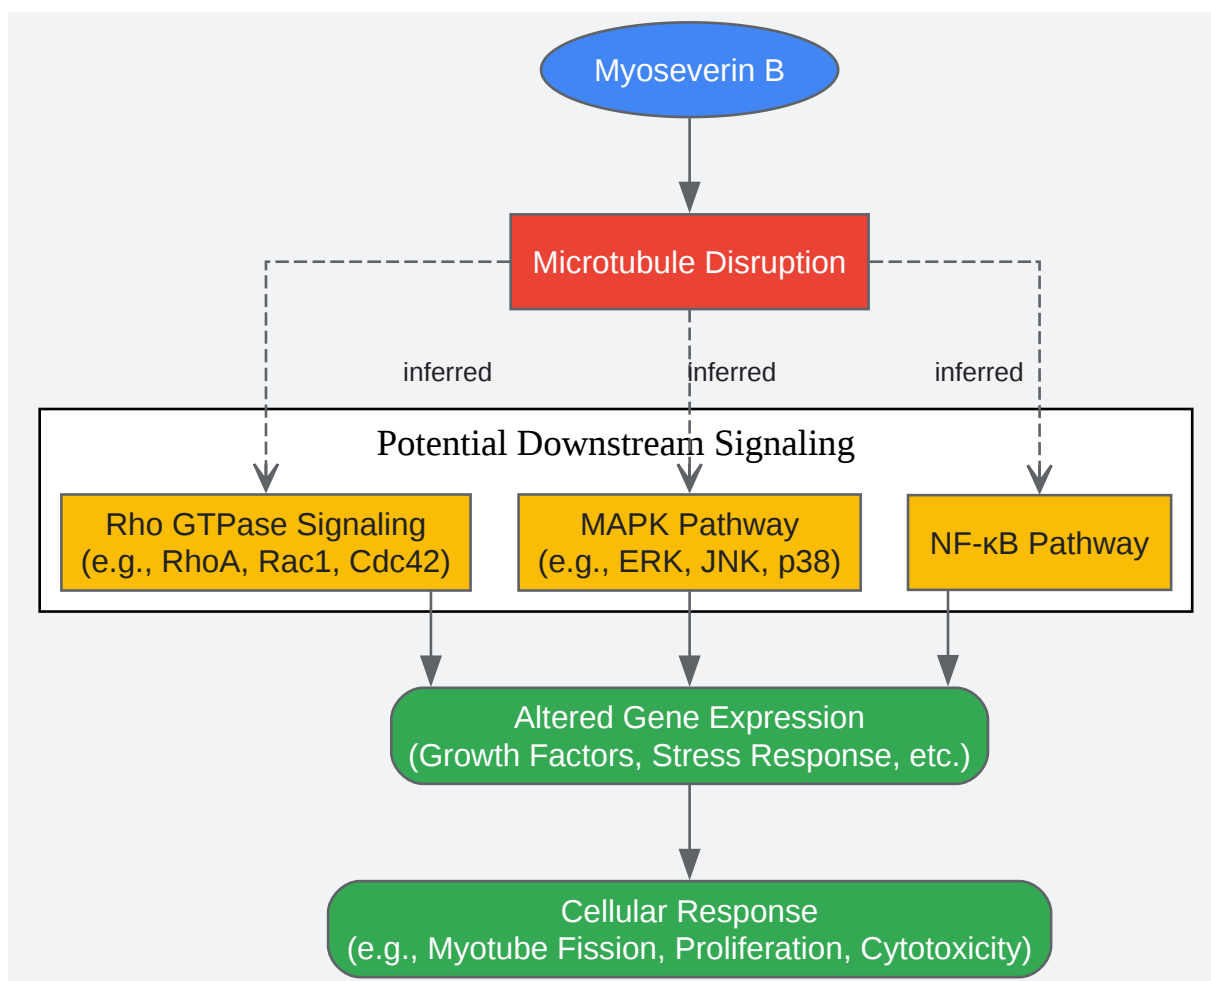 Myoseverin B
Microtubule Disruption
inferred
inferred
inferred
Potential Downstream Signaling
Rho GTPase Signaling
(e.g., RhoA, Rac1, Cdc42)
MAPK Pathway
(e.g., ERK, JNK, p38)
NF-κB Pathway
Altered Gene Expression
(Growth Factors, Stress Response, etc.)
Cellular Response
(e.g., Myotube Fission, Proliferation, Cytotoxicity)